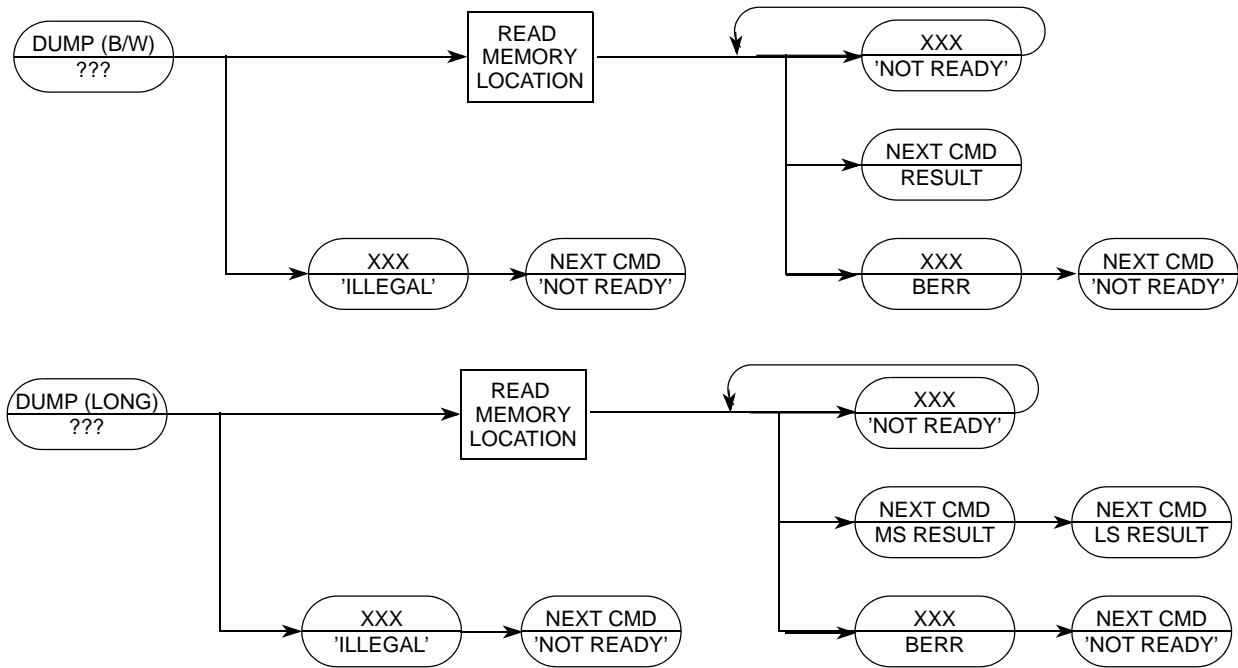 DUMP (B/W)
???
READ
MEMORY
LOCATION
XXX
'NOT READY'
NEXT CMD
RESULT
XXX
'ILLEGAL'
NEXT CMD
'NOT READY'
XXX
BERR
NEXT CMD
'NOT READY'
DUMP (LONG)
???
READ
MEMORY
LOCATION
XXX
'NOT READY'
NEXT CMD
MS RESULT
NEXT CMD
LS RESULT
XXX
'ILLEGAL'
NEXT CMD
'NOT READY'
XXX
BERR
NEXT CMD
'NOT READY'